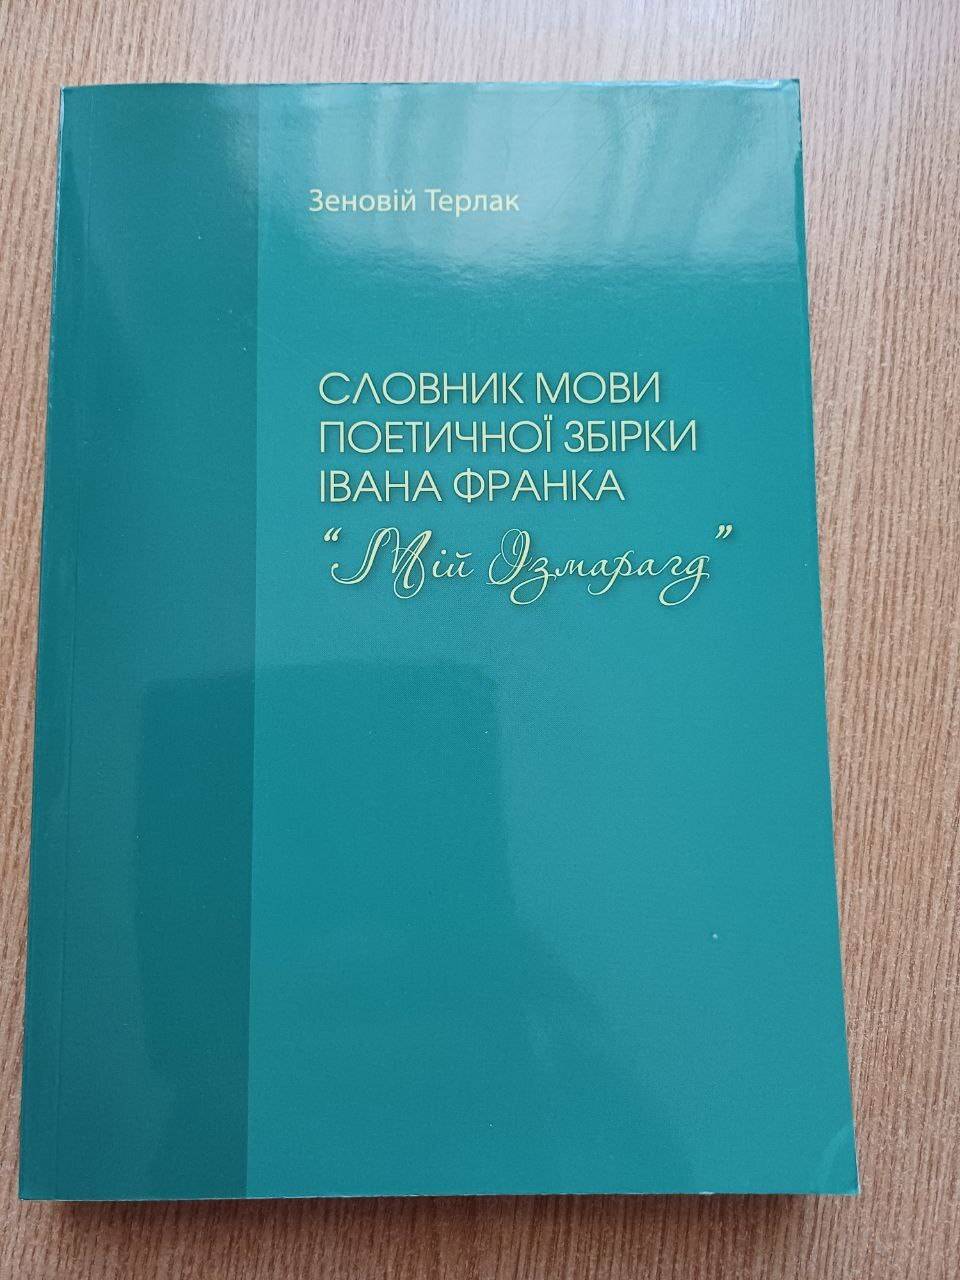 Зеновій Терлак
СЛОВНИК МОВИ
ПОЕТИЧНОЇ ЗБІРКИ
ІВАНА ФРАНКА
“Мій Ізмарагд”